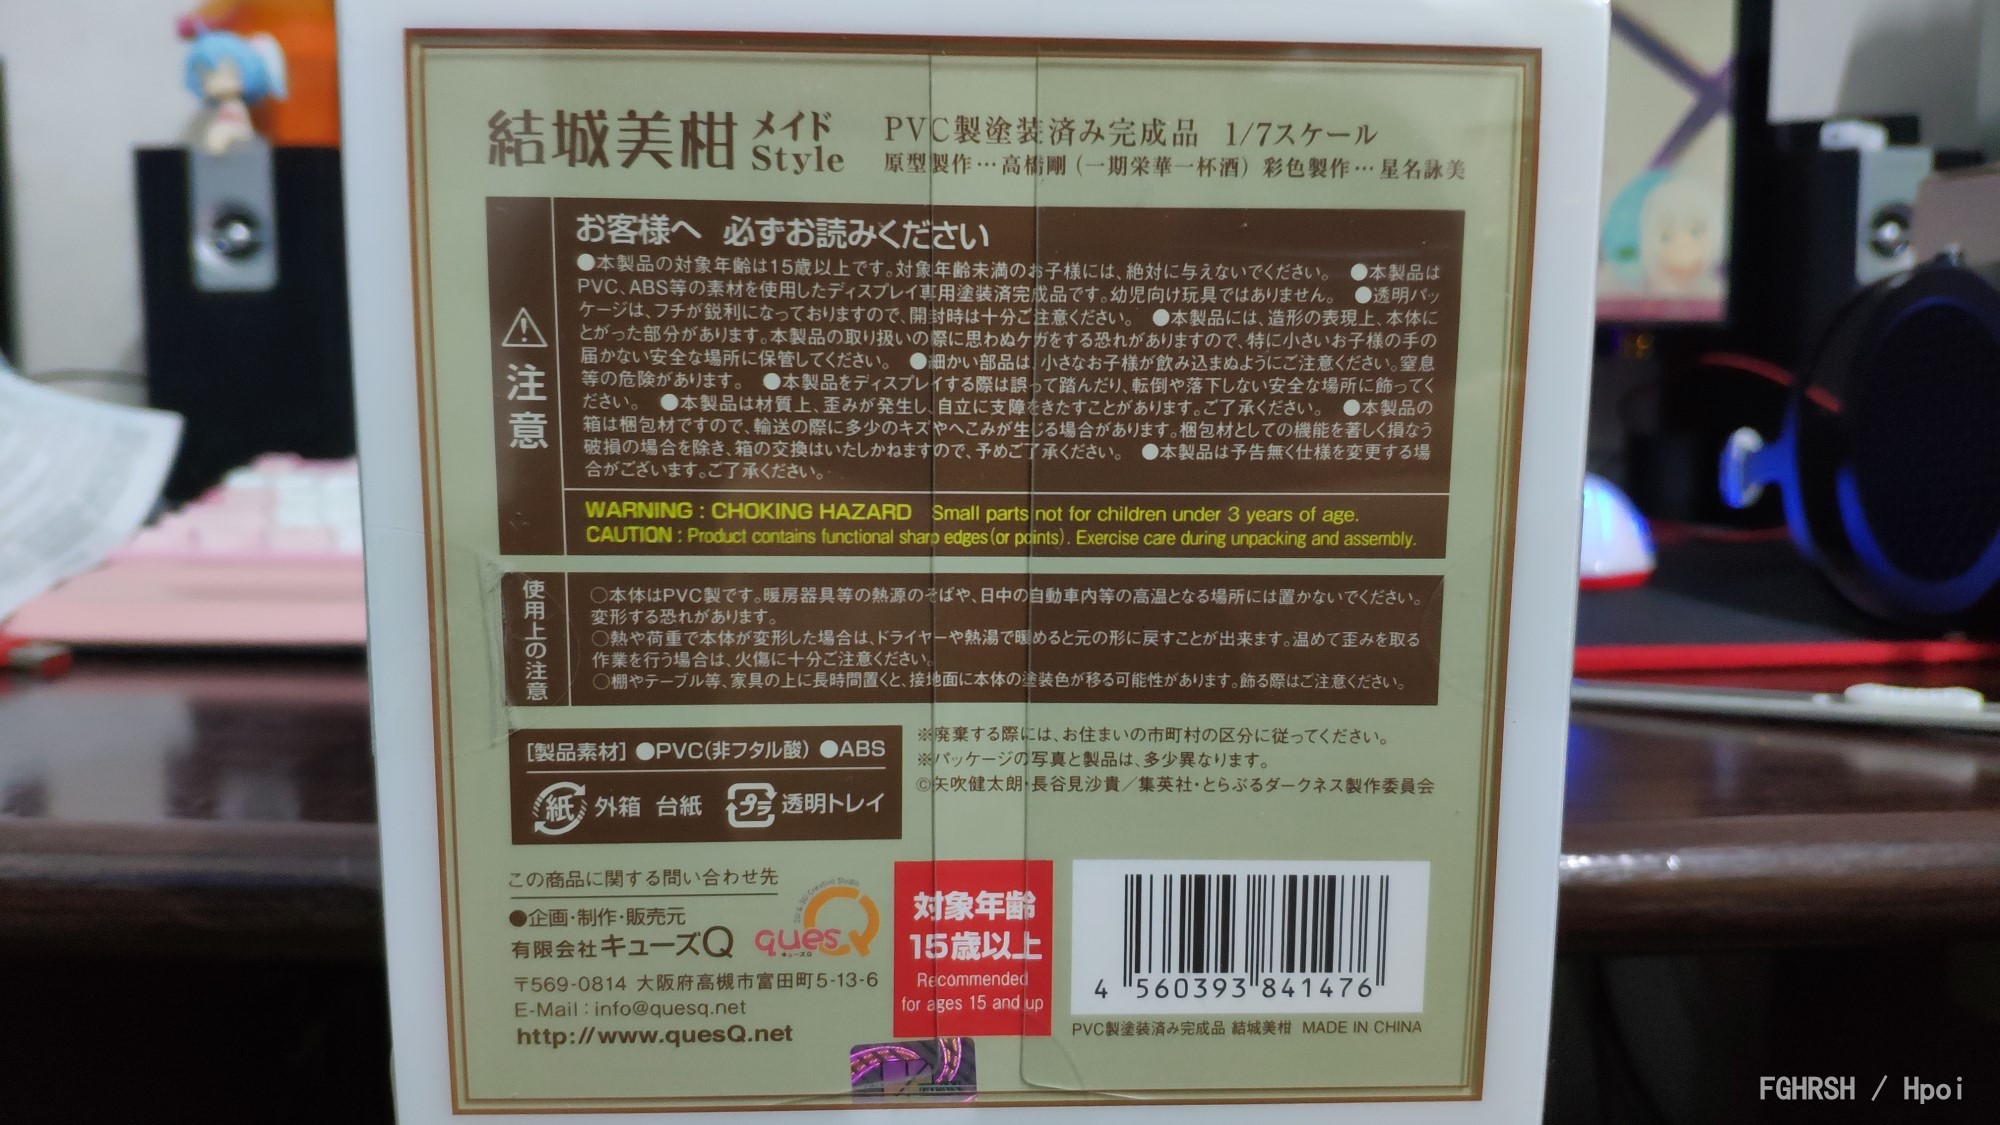 結城美柑 メイドStyle
PVC製塗装済み完成品 1/7スケール
原型製作…高橋剛(一期栄華一杯酒) 彩色製作…星名詠美
注意
お客様へ 必ずお読みください
●本製品の対象年齢は15歳以上です。対象年齢未満のお子様には、絶対に与えないでください。 ●本製品は
PVC、ABS等の素材を使用したディスプレイ専用塗装済完成品です。幼児向け玩具ではありません。 ●透明パッ
ケージは、フチが鋭利になっておりますので、開封時は十分ご注意ください。 ●本製品には、造形の表現上、本体に
とがった部分があります。本製品の取り扱いの際に思わぬケガをする恐れがありますので、特に小さいお子様の手の
届かない安全な場所に保管してください。 ●細かい部品は、小さなお子様が飲み込まぬようにご注意ください。窒息
等の危険があります。 ●本製品をディスプレイする際は誤って踏んだり、転倒や落下しない安全な場所に飾ってく
ださい。 ●本製品は材質上、歪みが発生し、自立に支障をきたすことがあります。ご了承ください。 ●本製品の
箱は梱包材ですので、輸送の際に多少のキズやへこみが生じる場合があります。梱包材としての機能を著しく損なう
破損の場合を除き、箱の交換はいたしかねますので、予めご了承ください。 ●本製品は予告無く仕様を変更する場
合がございます。ご了承ください。
WARNING : CHOKING HAZARD Small parts not for children under 3 years of age.
CAUTION : Product contains functional sharp edges(or points). Exercise care during unpacking and assembly.
使用上の注意
○本体はPVC製です。暖房器具等の熱源のそばや、日中の自動車内等の高温となる場所には置かないでください。
変形する恐れがあります。
○熱や荷重で本体が変形した場合は、ドライヤーや熱湯で暖めると元の形に戻すことが出来ます。温めて歪みを取る
作業を行う場合は、火傷に十分ご注意ください。
○棚やテーブル等、家具の上に長時間置くと、接地面に本体の塗装色が移る可能性があります。飾る際はご注意ください。
[製品素材] ●PVC(非フタル酸) ●ABS
紙 外箱 台紙 プラ 透明トレイ
※廃棄する際には、お住まいの市町村の区分に従ってください。
※パッケージの写真と製品は、多少異なります。
©矢吹健太朗・長谷見沙貴/集英社・とらぶるダークネス製作委員会
この商品に関する問い合わせ先
●企画・制作・販売元
有限会社キューズQ
2D & 3D Creative Studio
quesQ
キューズQ
〒569-0814 大阪府高槻市富田町5-13-6
E-Mail : info@quesq.net
http://www.quesQ.net
対象年齢
15歳以上
Recommended
for ages 15 and up
4 560393 841476
PVC製塗装済み完成品 結城美柑 MADE IN CHINA
FGHRSH / Hpoi